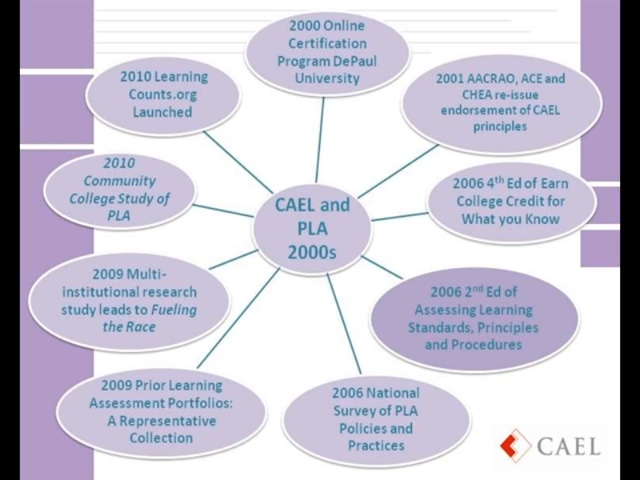 2000 Online
Certification
Program DePaul
University
2001 AACRAO, ACE and
CHEA re-issue
endorsement of CAEL
principles
2006 4th Ed of Earn
College Credit for
What you Know
2006 2nd Ed of
Assessing Learning
Standards, Principles
and Procedures
2006 National
Survey of PLA
Policies and
Practices
2009 Prior Learning
Assessment Portfolios:
A Representative
Collection
2009 Multi-
institutional research
study leads to Fueling
the Race
2010
Community
College Study of
PLA
2010 Learning
Counts.org
Launched
CAEL and
PLA
2000s
CAEL